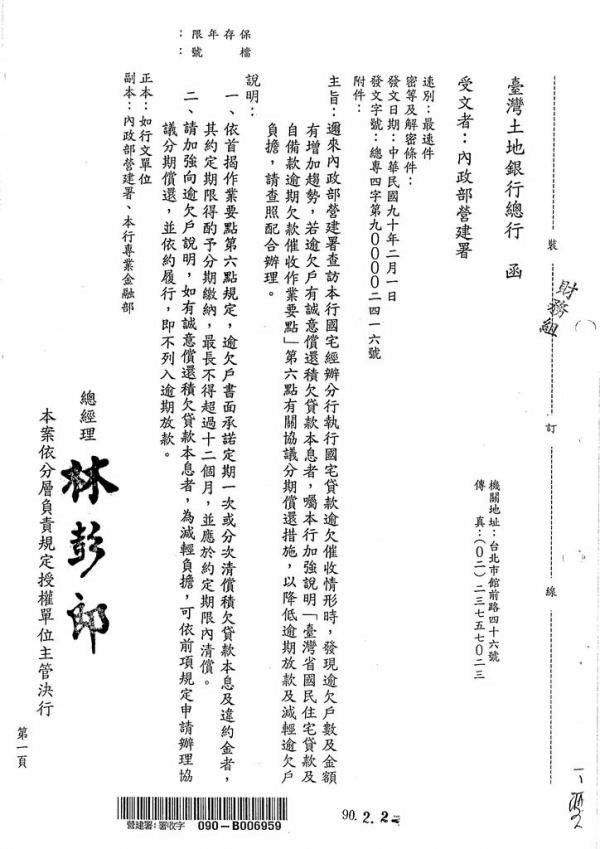 裝
訂
線
財務組
機關地址：台北市館前路四十六號
傳　　真：(０二)二三七五七０二三
臺灣土地銀行總行　函
受文者：內政部營建署
速別：最速件
密等及解密條件：
發文日期：中華民國九十年二月一日
發文字號：總專四字第九００００二四一六號
附件：
主旨：邇來內政部營建署查訪本行國宅經辦分行執行國宅貸款逾欠催收情形時，發現逾欠戶數及金額
有增加趨勢，若逾欠戶有誠意償還積欠貸款本息者，囑本行加強說明「臺灣省國民住宅貸款及
自備款逾期欠款催收作業要點」第六點有關協議分期償還措施，以降低逾期放款及減輕逾欠戶
負擔，請查照配合辦理。
說明：
一、依首揭作業要點第六點規定，逾欠戶書面承諾定期一次或分次清償積欠貸款本息及違約金者，
其約定期限得酌予分期繳納，最長不得超過十二個月，並應於約定期限內清償。
二、請加強向逾欠戶說明，如有誠意償還積欠貸款本息者，為減輕負擔，可依前項規定申請辦理協
議分期償還，並依約履行，即不列入逾期放款。
正本：如行文單位
副本：內政部營建署、本行專業金融部
檔　號：
保存年限：
總經理　林彭郎
本案依分層負責規定授權單位主管決行
第一頁
營建署：署收字　090-B006959
90. 2. 2